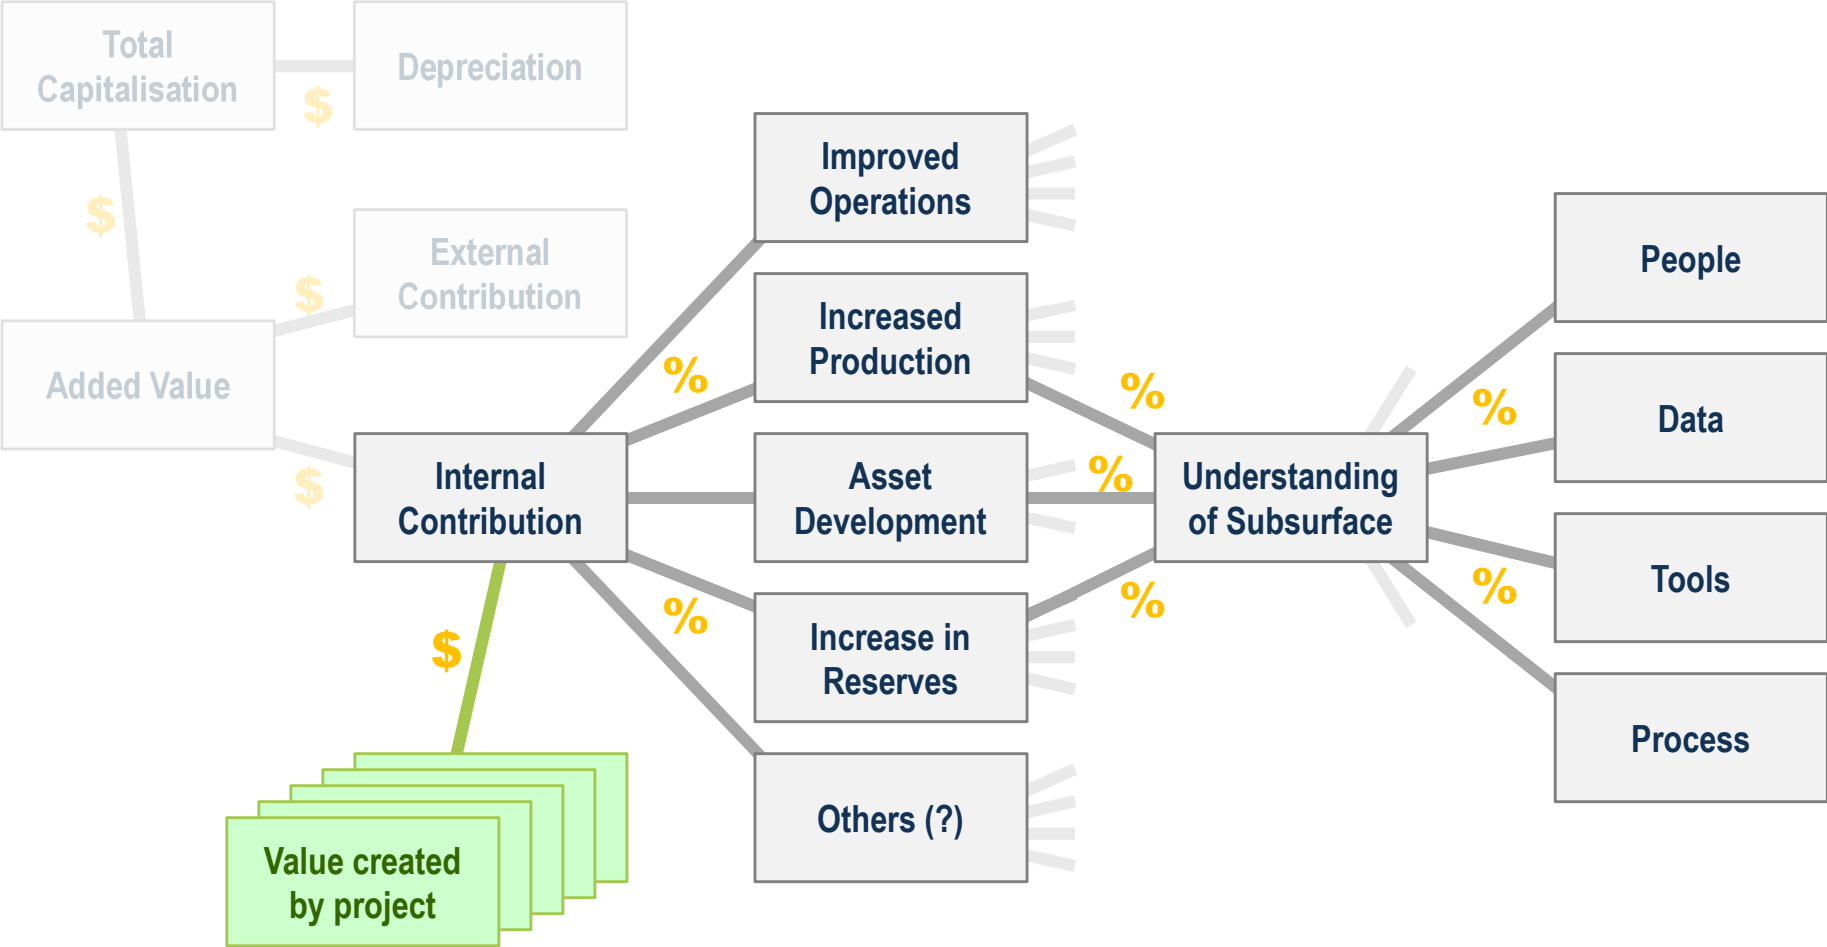 Total
Capitalisation
$
Depreciation
$
External
Contribution
$
Added Value
$
Internal
Contribution
$
Value created
by project
%
%
Improved
Operations
Increased
Production
Asset
Development
Increase in
Reserves
Others (?)
%
%
%
Understanding
of Subsurface
%
%
People
Data
Tools
Process